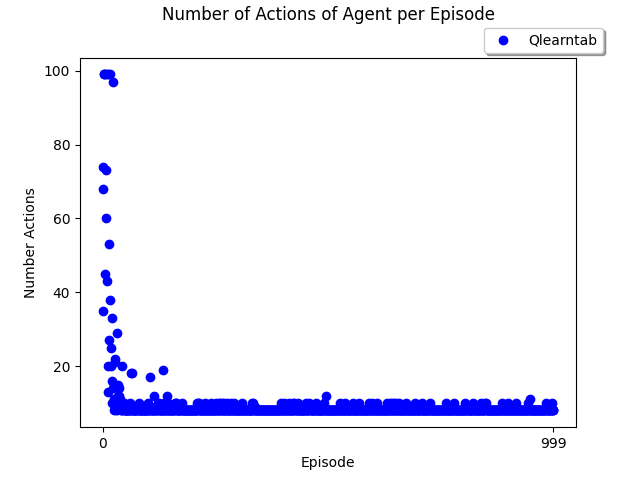 Number of Actions of Agent per Episode
Qlearntab
100
80
60
40
20
Number Actions
0
999
Episode